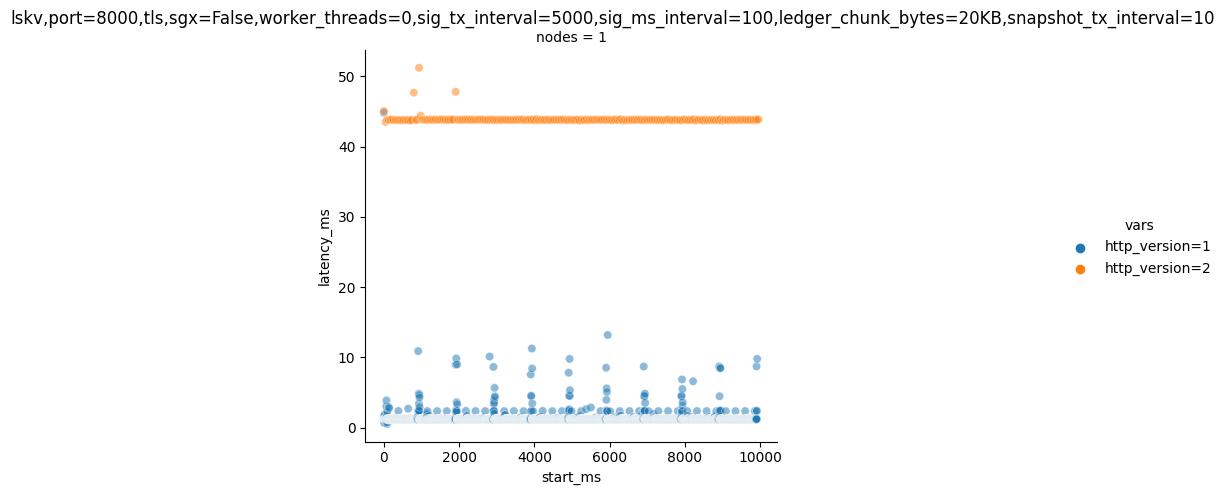 lskv,port=8000,tls,sgx=False,worker_threads=0,sig_tx_interval=5000,sig_ms_interval=100,ledger_chunk_bytes=20KB,snapshot_tx_interval=10
nodes = 1
50
40
30
20
10
0
latency_ms
0 2000 4000 6000 8000 10000
start_ms
vars
http_version=1
http_version=2